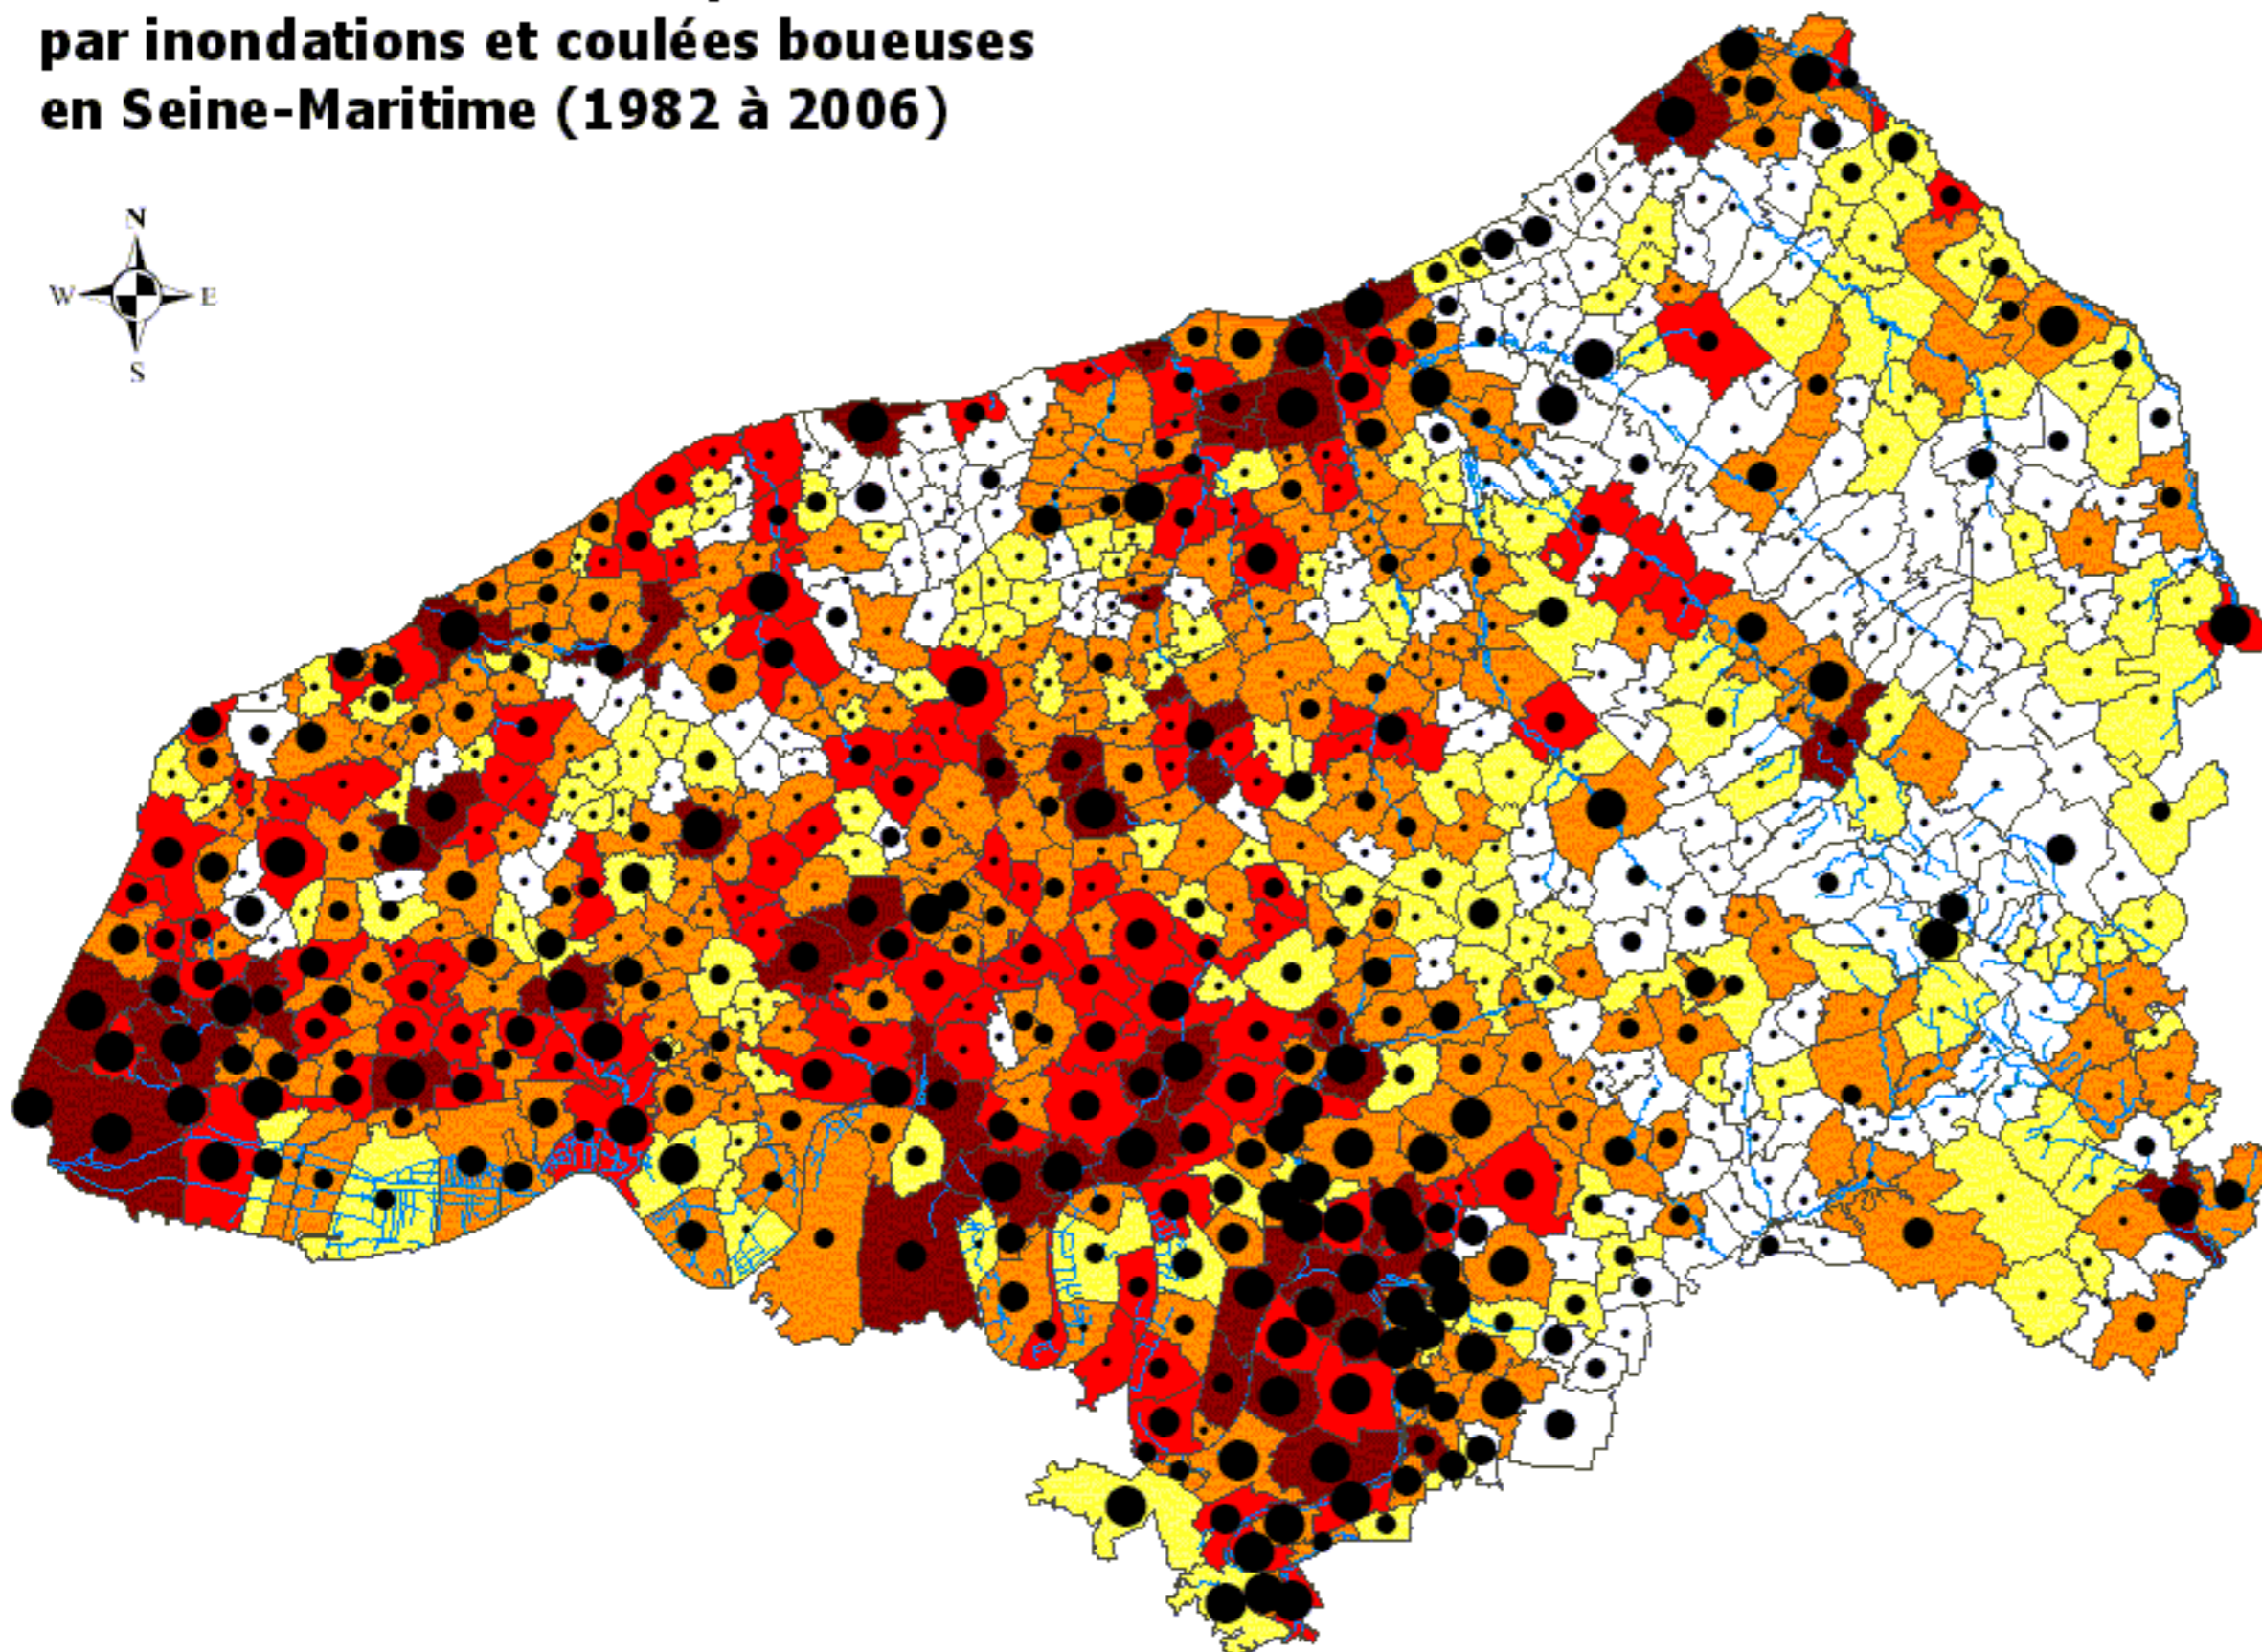 par inondations et coulées boueuses
en Seine-Maritime (1982 à 2006)
N
W E
S